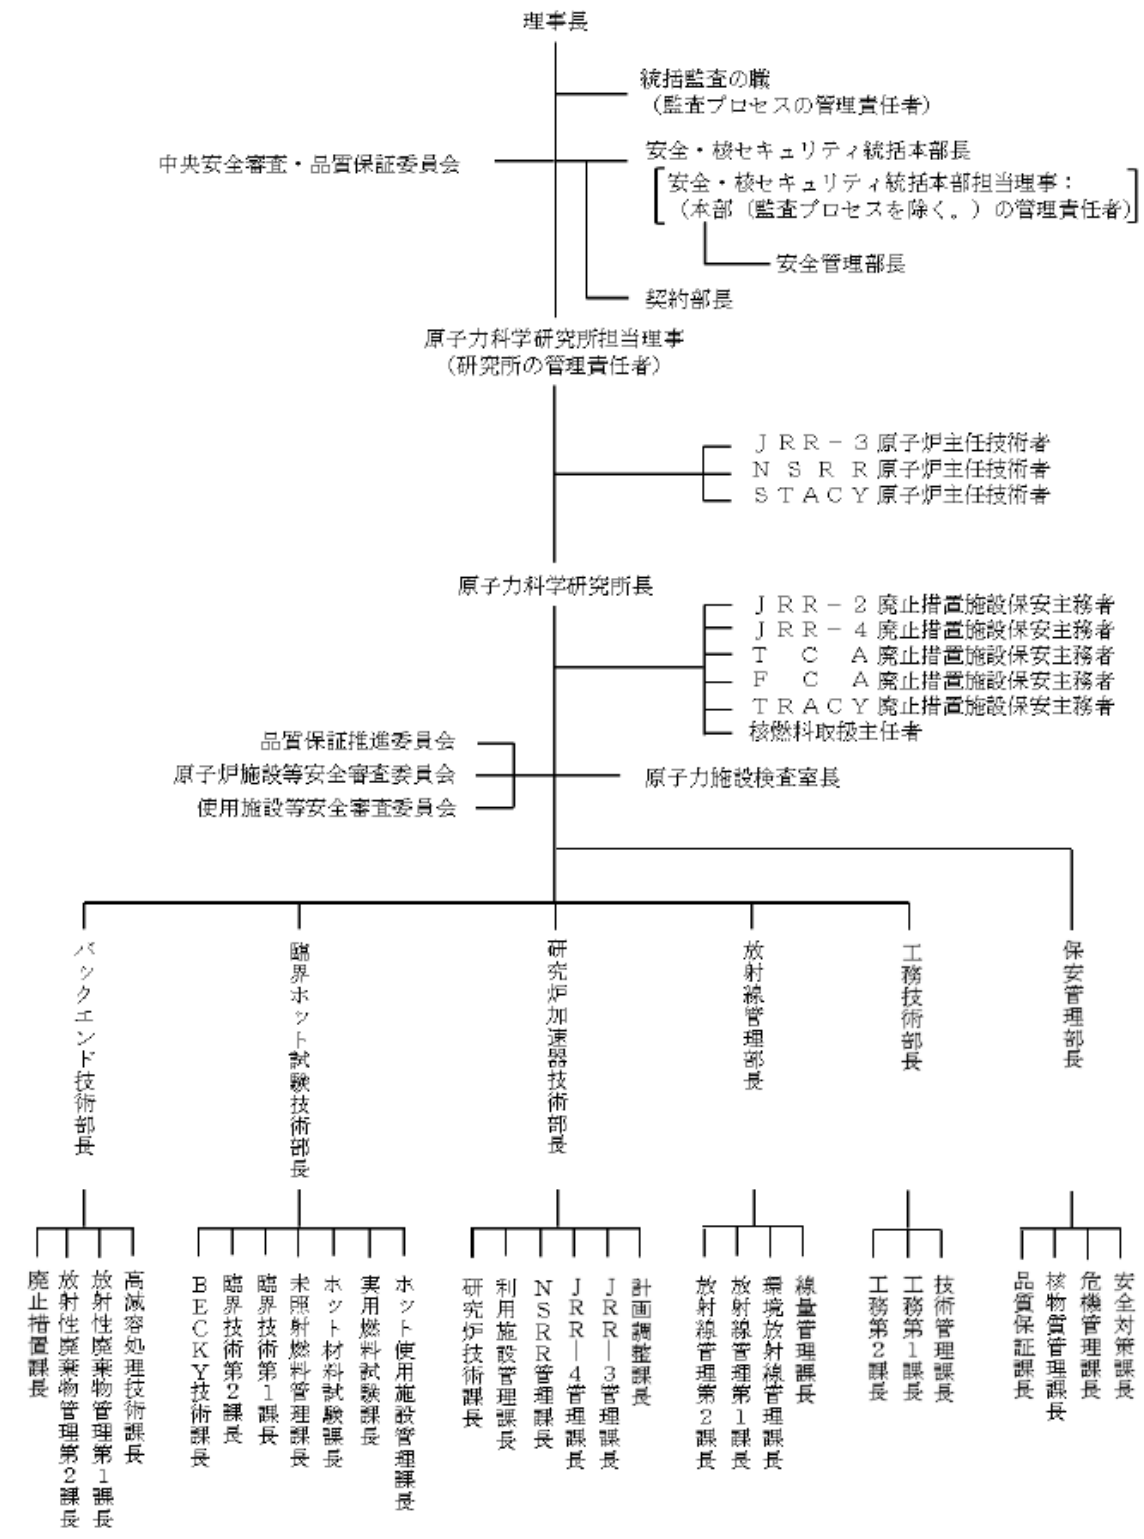 理事長
統括監査の職
（監査プロセスの管理責任者）
中央安全審査・品質保証委員会
安全・核セキュリティ統括本部長
安全・核セキュリティ統括本部担当理事：
（本部（監査プロセスを除く。）の管理責任者）
安全管理部長
契約部長
原子力科学研究所担当理事
（研究所の管理責任者）
ＪＲＲ－３原子炉主任技術者
ＮＳＲＲ原子炉主任技術者
ＳＴＡＣＹ原子炉主任技術者
原子力科学研究所長
ＪＲＲ－２廃止措置施設保安主務者
ＪＲＲ－４廃止措置施設保安主務者
ＴＣＡ廃止措置施設保安主務者
ＦＣＡ廃止措置施設保安主務者
ＴＲＡＣＹ廃止措置施設保安主務者
核燃料取扱主任者
品質保証推進委員会
原子炉施設等安全審査委員会
使用施設等安全審査委員会
原子力施設検査室長
バックエンド技術部長
臨界ホット試験技術部長
研究炉加速器技術部長
放射線管理部長
工務技術部長
保安管理部長
廃止措置課長
放射性廃棄物管理第２課長
放射性廃棄物管理第１課長
高減容処理技術課長
ＢＥＣＫＹ技術課長
臨界技術第２課長
臨界技術第１課長
未照射燃料管理課長
ホット材料試験課長
実用燃料試験課長
ホット使用施設管理課長
研究炉技術課長
利用施設管理課長
ＮＳＲＲ管理課長
ＪＲＲ－４管理課長
ＪＲＲ－３管理課長
計画調整課長
放射線管理第２課長
放射線管理第１課長
環境放射線管理課長
線量管理課長
工務第２課長
工務第１課長
技術管理課長
品質保証課長
核物質管理課長
危機管理課長
安全対策課長